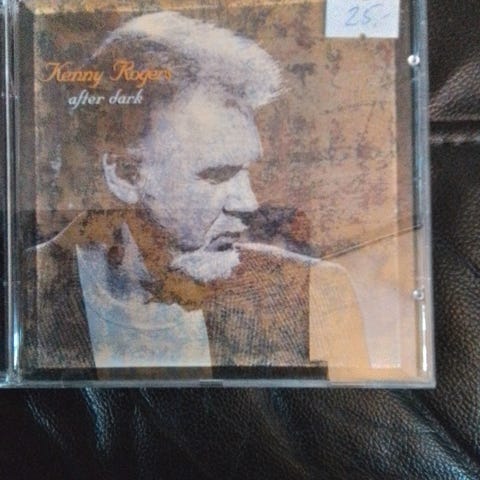 25,-
Kenny Rogers
after dark